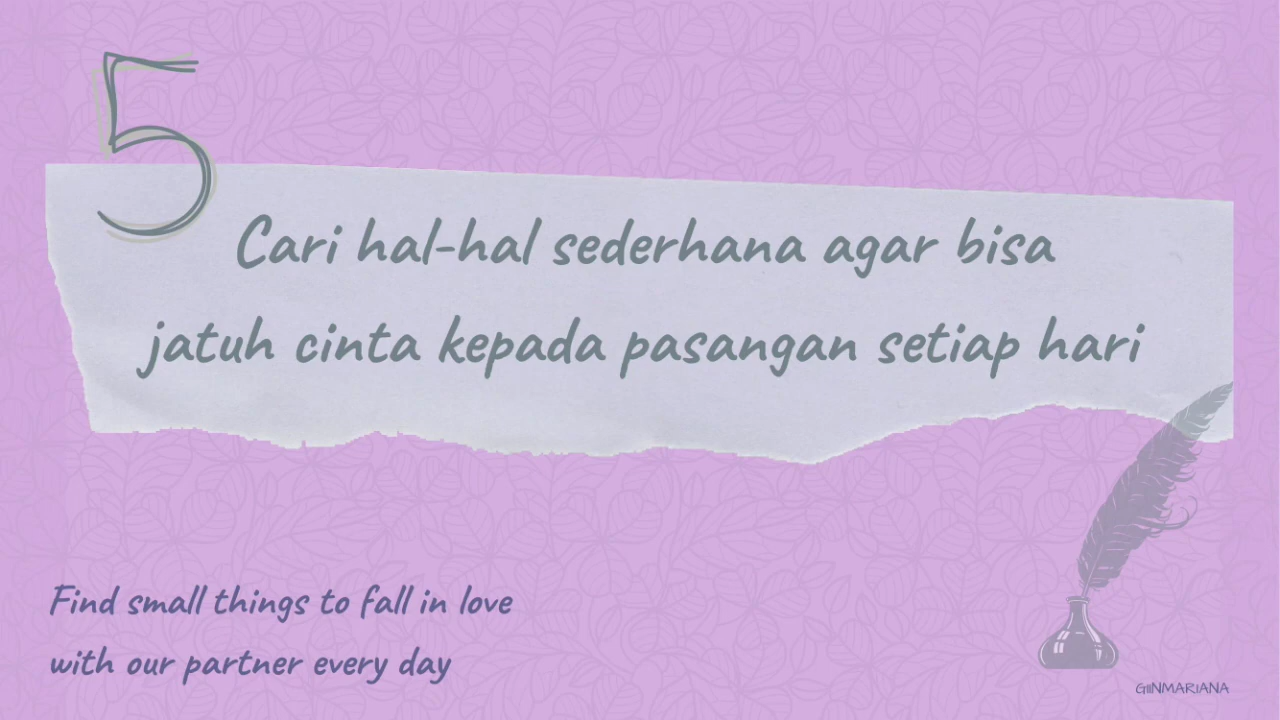 5
Cari hal-hal sederhana agar bisa
jatuh cinta kepada pasangan setiap hari
Find small things to fall in love
with our partner every day
GIINMARIANA